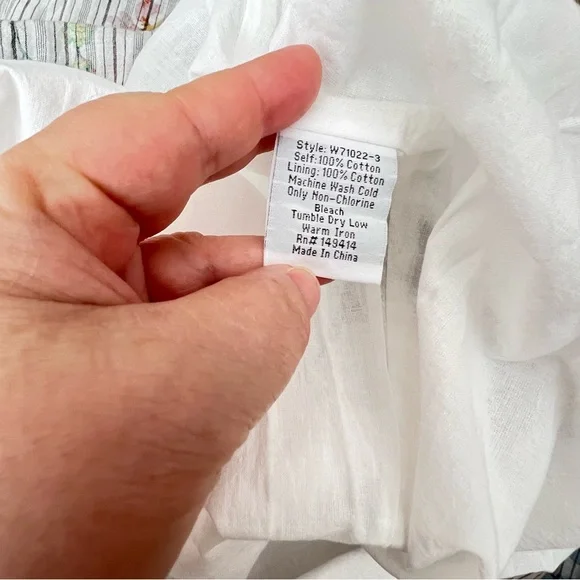 Style: W71022-3
Self: 100% Cotton
Lining: 100% Cotton
Machine Wash Cold
Only Non-Chlorine
Bleach
Tumble Dry Low
Warm Iron
Rn# 149414
Made In China